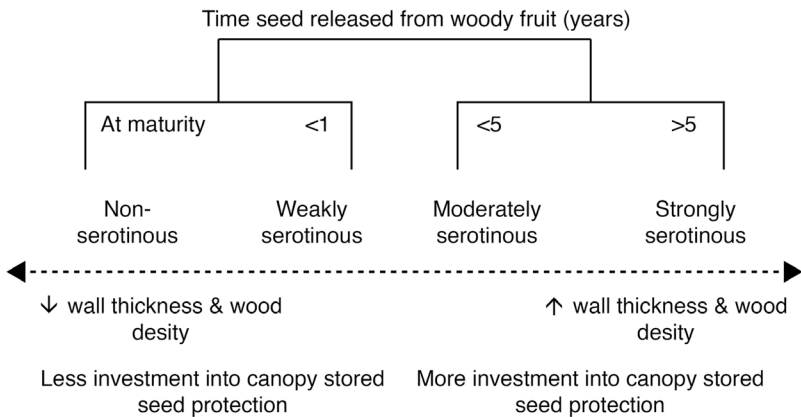 Time seed released from woody fruit (years)
At maturity <1 <5 >5
Non- Weakly Moderately Strongly
serotinous serotinous serotinous serotinous
↓ wall thickness & wood ↑ wall thickness & wood
desity desity
Less investment into canopy stored More investment into canopy stored
seed protection seed protection